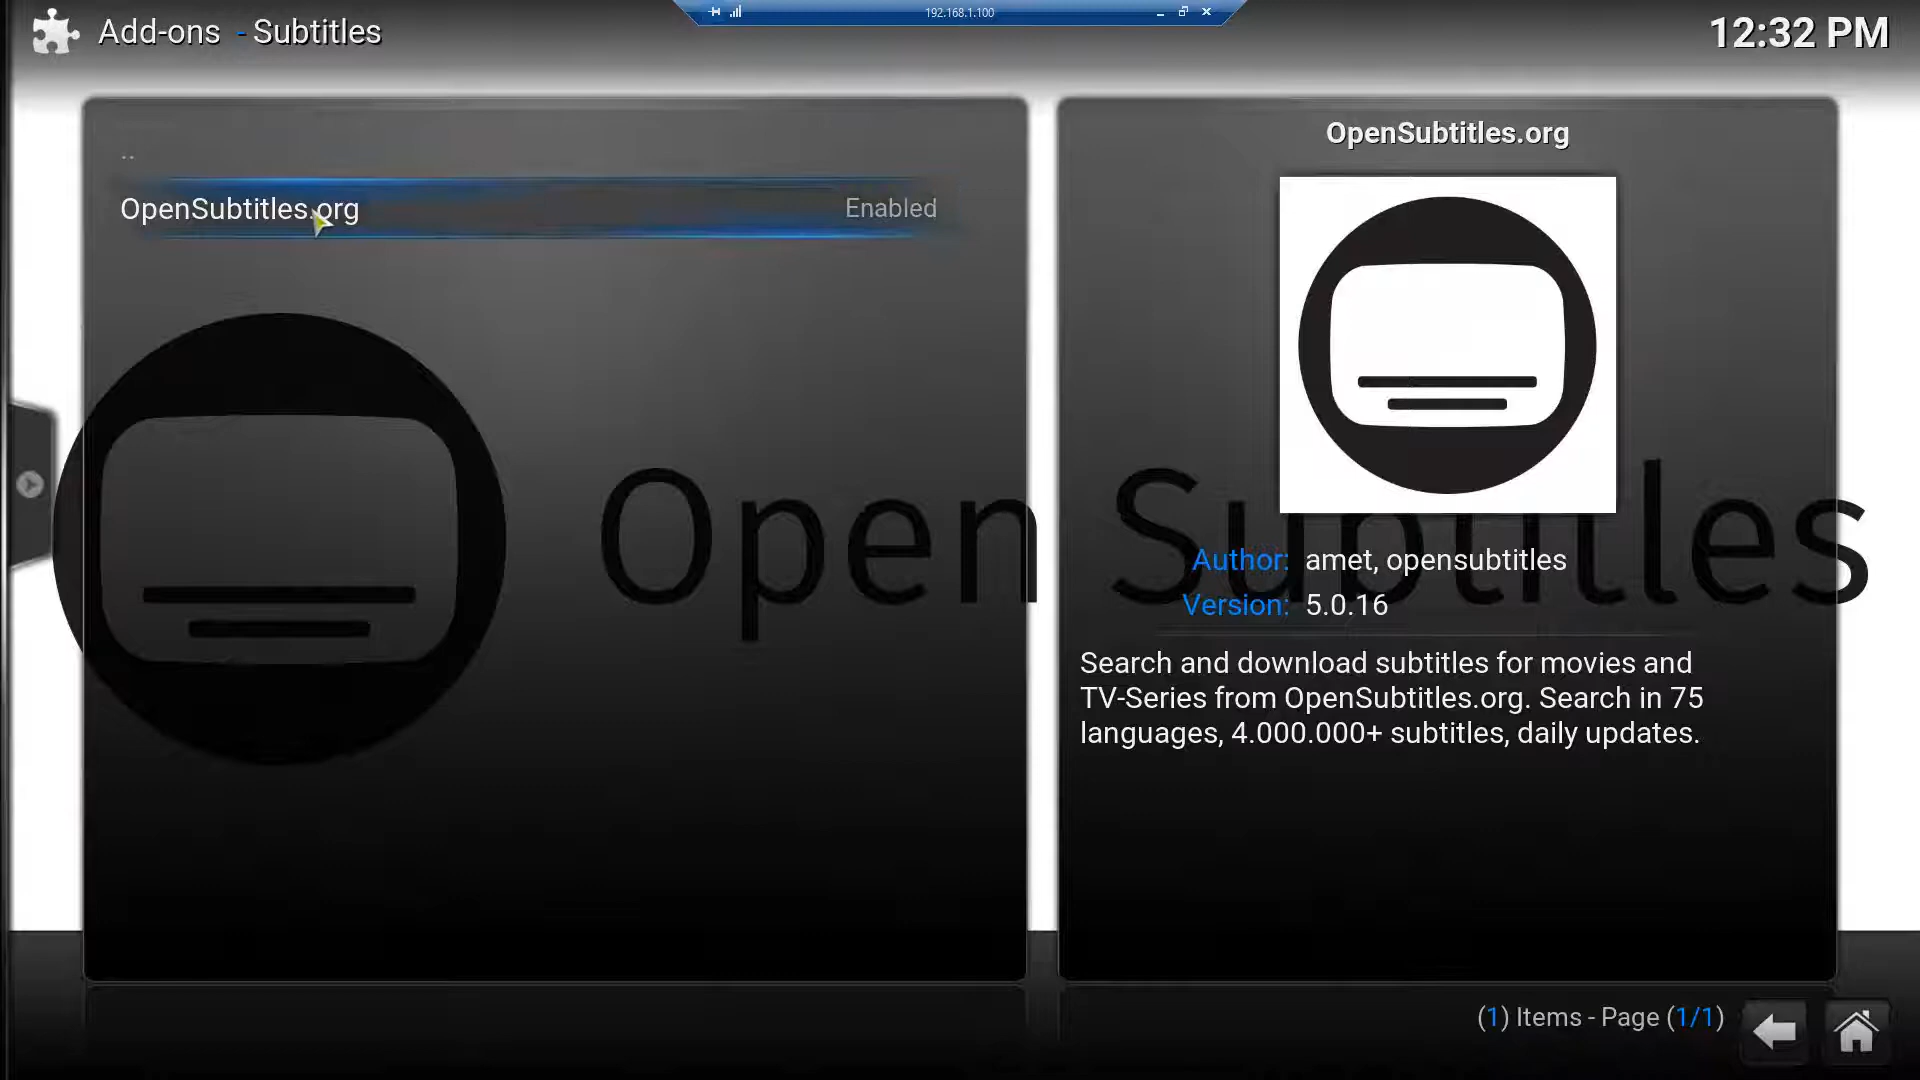 192.168.1.100
Add-ons - Subtitles
12:32 PM
..
OpenSubtitles.org Enabled
Open Subtitles
OpenSubtitles.org
Author: amet, opensubtitles
Version: 5.0.16
Search and download subtitles for movies and
TV-Series from OpenSubtitles.org. Search in 75
languages, 4.000.000+ subtitles, daily updates.
(1) Items - Page (1/1)